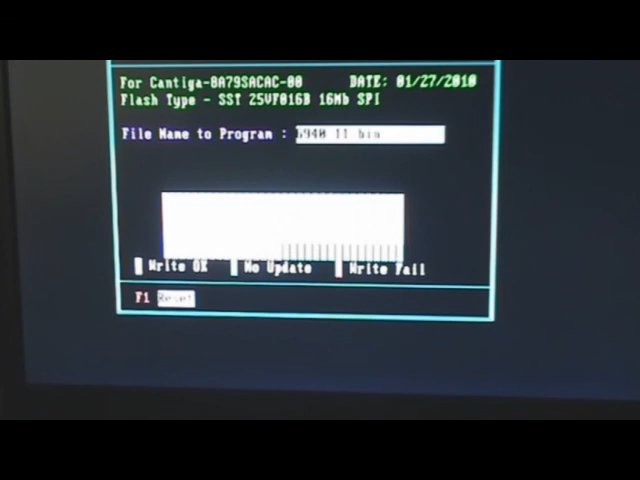 For Cantiga-8A79SACAC-00 DATE: 01/27/2010
Flash Type - SST 25VF016B 16Mb SPI
File Name to Program : 6940 11 bin
Write OK No Update Write Fail
F1 Reset